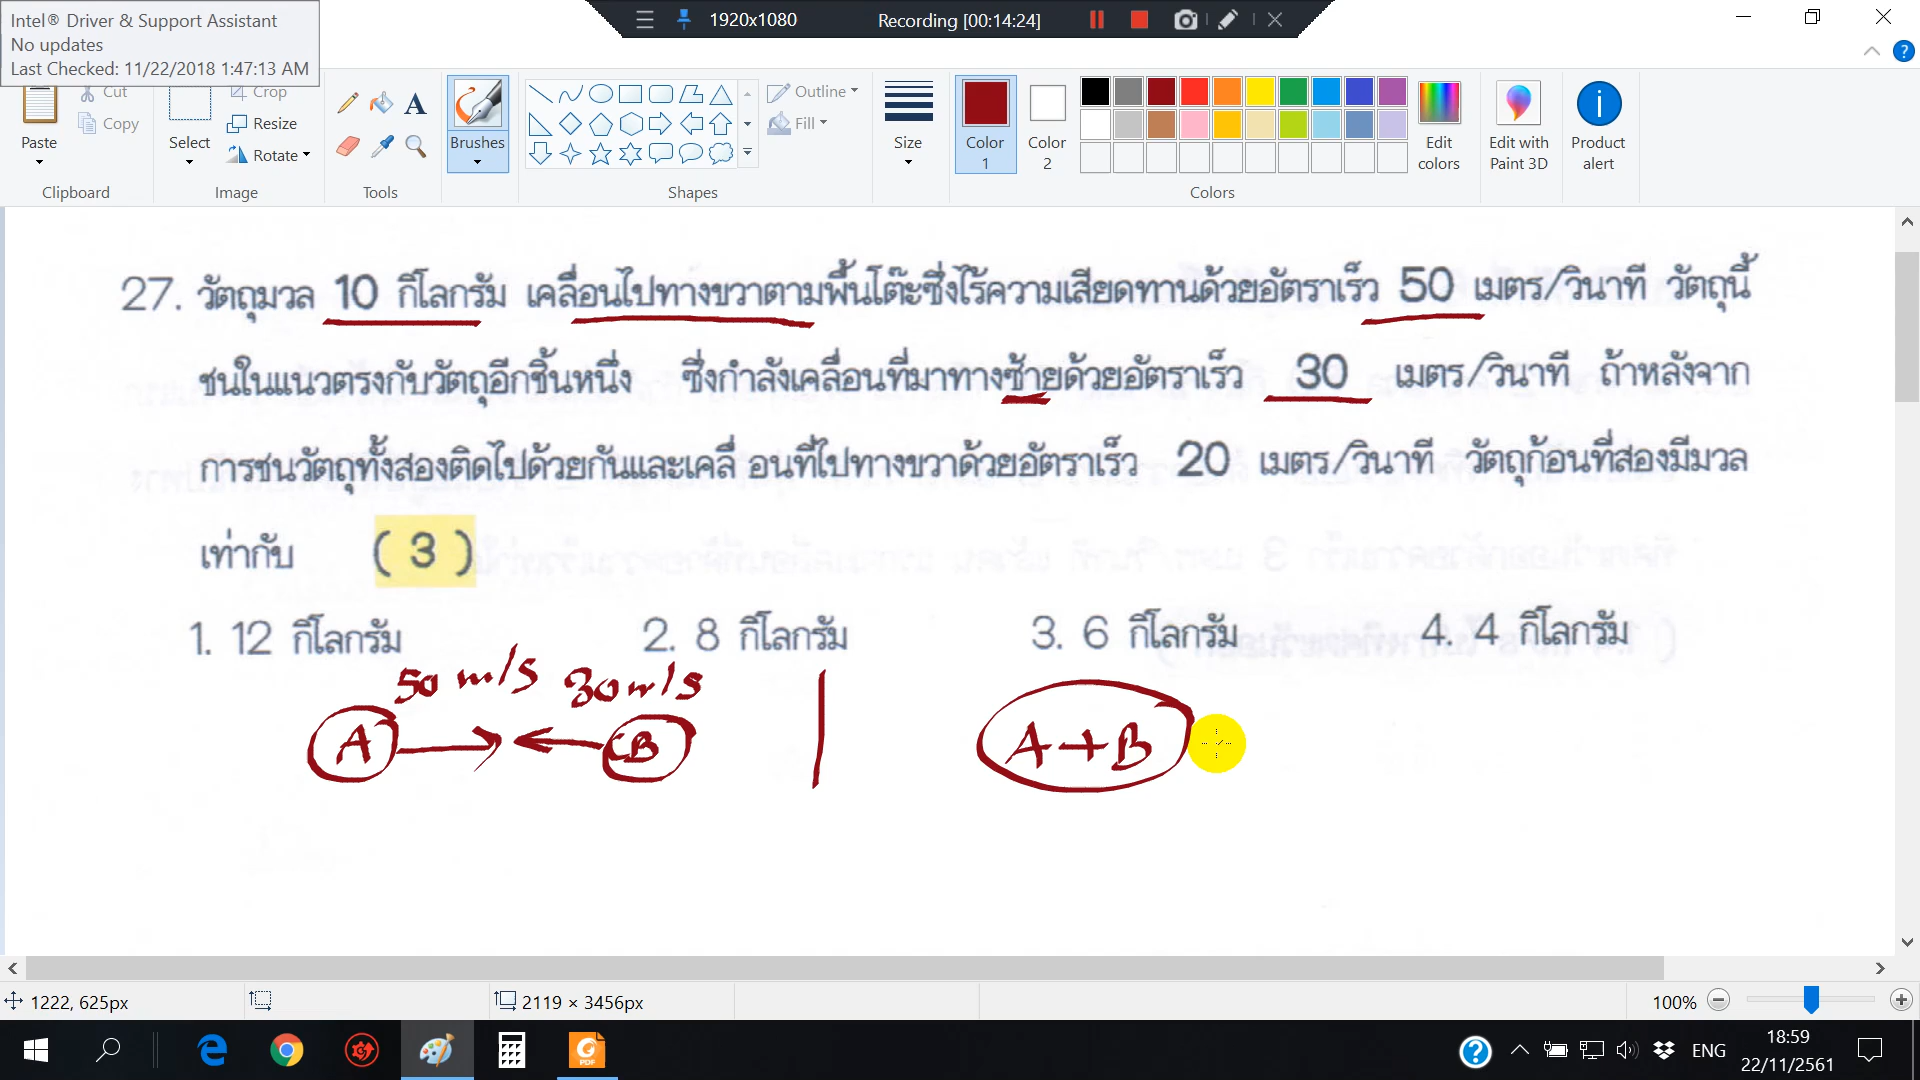 Intel® Driver & Support Assistant
No updates
Last Checked: 11/22/2018 1:47:13 AM
1920x1080
Recording [00:14:24]
Cut
Copy
Paste
Clipboard
Crop
Resize
Rotate
Select
Image
A
Tools
Brushes
Outline
Fill
Shapes
Size
Color
1
Color
2
Colors
Edit
colors
Edit with
Paint 3D
Product
alert
27. วัตถุมวล 10 กิโลกรัม เคลื่อนไปทางขวาตามพื้นโต๊ะซึ่งไร้ความเสียดทานด้วยอัตราเร็ว 50 เมตร/วินาที วัตถุนี้
ชนในแนวตรงกับวัตถุอีกชิ้นหนึ่ง ซึ่งกำลังเคลื่อนที่มาทางซ้ายด้วยอัตราเร็ว 30 เมตร/วินาที ถ้าหลังจาก
การชนวัตถุทั้งสองติดไปด้วยกันและเคลื่ อนที่ไปทางขวาด้วยอัตราเร็ว 20 เมตร/วินาที วัตถุก้อนที่สองมีมวล
เท่ากับ ( 3 )
1. 12 กิโลกรัม 2. 8 กิโลกรัม 3. 6 กิโลกรัม 4. 4 กิโลกรัม
50 m/s 30 m/s
A B A+B
1222, 625px
2119 × 3456px
100%
PDF
ENG
18:59
22/11/2561